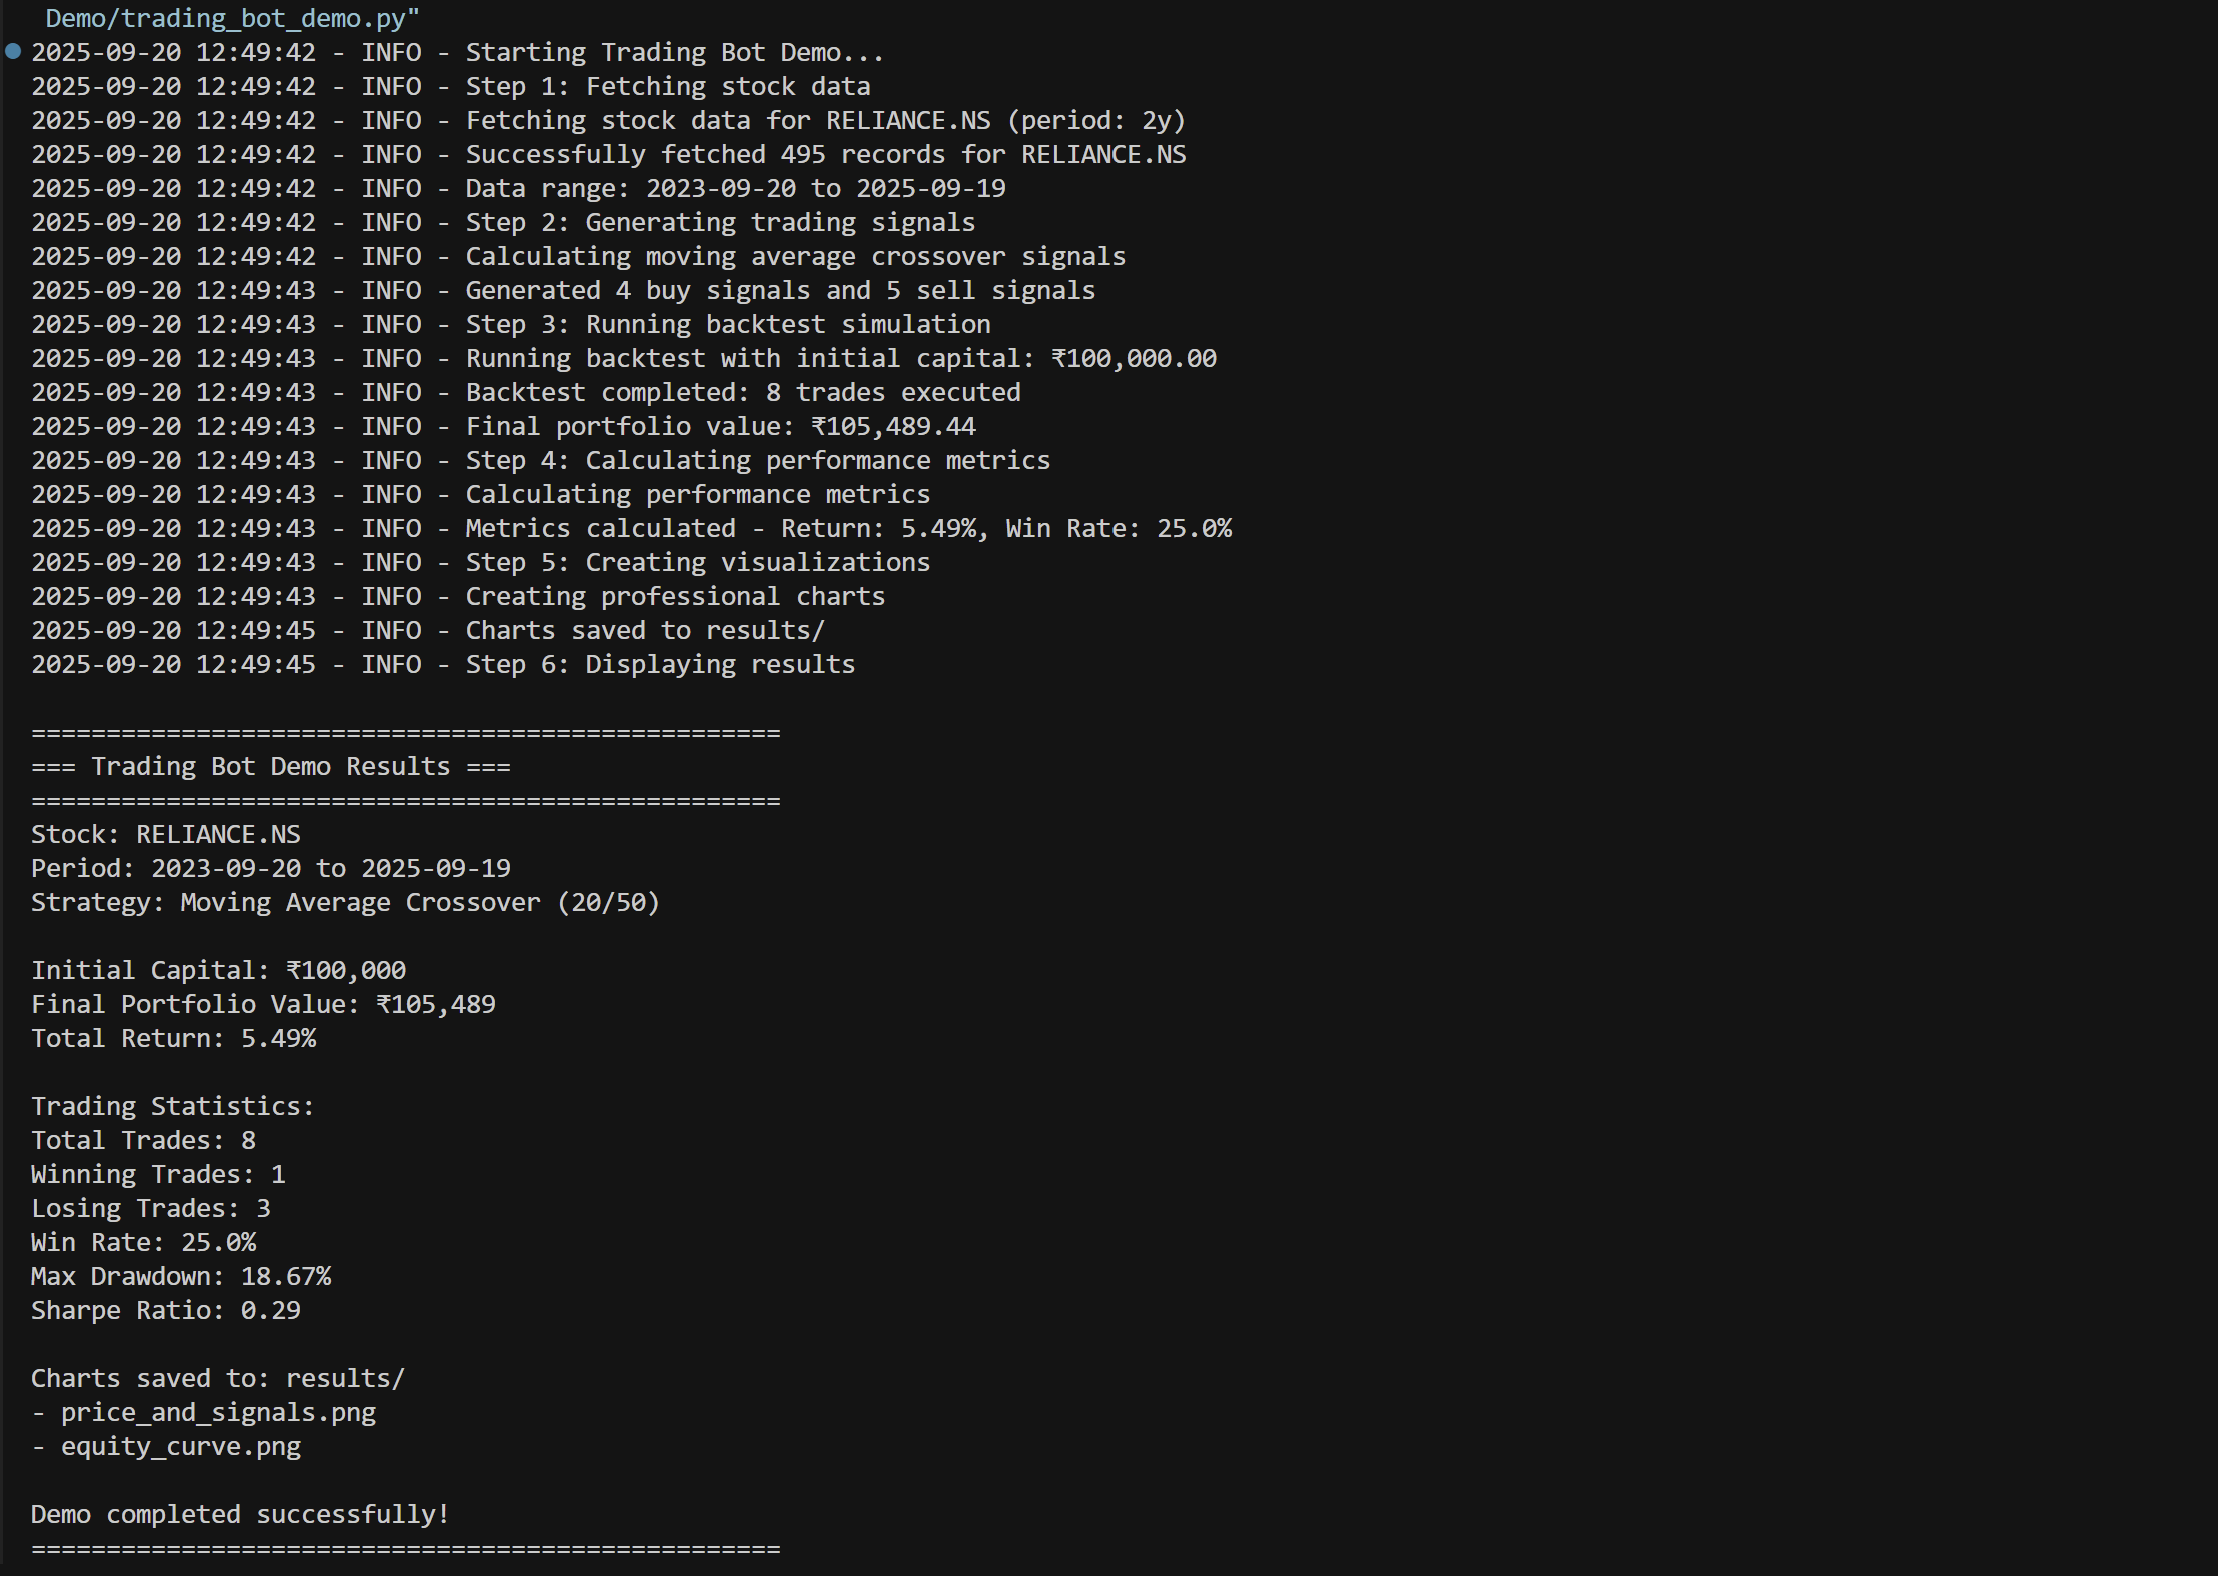 Demo/trading_bot_demo.py"
2025-09-20 12:49:42 - INFO - Starting Trading Bot Demo...
2025-09-20 12:49:42 - INFO - Step 1: Fetching stock data
2025-09-20 12:49:42 - INFO - Fetching stock data for RELIANCE.NS (period: 2y)
2025-09-20 12:49:42 - INFO - Successfully fetched 495 records for RELIANCE.NS
2025-09-20 12:49:42 - INFO - Data range: 2023-09-20 to 2025-09-19
2025-09-20 12:49:42 - INFO - Step 2: Generating trading signals
2025-09-20 12:49:42 - INFO - Calculating moving average crossover signals
2025-09-20 12:49:43 - INFO - Generated 4 buy signals and 5 sell signals
2025-09-20 12:49:43 - INFO - Step 3: Running backtest simulation
2025-09-20 12:49:43 - INFO - Running backtest with initial capital: ₹100,000.00
2025-09-20 12:49:43 - INFO - Backtest completed: 8 trades executed
2025-09-20 12:49:43 - INFO - Final portfolio value: ₹105,489.44
2025-09-20 12:49:43 - INFO - Step 4: Calculating performance metrics
2025-09-20 12:49:43 - INFO - Calculating performance metrics
2025-09-20 12:49:43 - INFO - Metrics calculated - Return: 5.49%, Win Rate: 25.0%
2025-09-20 12:49:43 - INFO - Step 5: Creating visualizations
2025-09-20 12:49:43 - INFO - Creating professional charts
2025-09-20 12:49:45 - INFO - Charts saved to results/
2025-09-20 12:49:45 - INFO - Step 6: Displaying results
==================================================
=== Trading Bot Demo Results ===
==================================================
Stock: RELIANCE.NS
Period: 2023-09-20 to 2025-09-19
Strategy: Moving Average Crossover (20/50)
Initial Capital: ₹100,000
Final Portfolio Value: ₹105,489
Total Return: 5.49%
Trading Statistics:
Total Trades: 8
Winning Trades: 1
Losing Trades: 3
Win Rate: 25.0%
Max Drawdown: 18.67%
Sharpe Ratio: 0.29
Charts saved to: results/
- price_and_signals.png
- equity_curve.png
Demo completed successfully!
==================================================